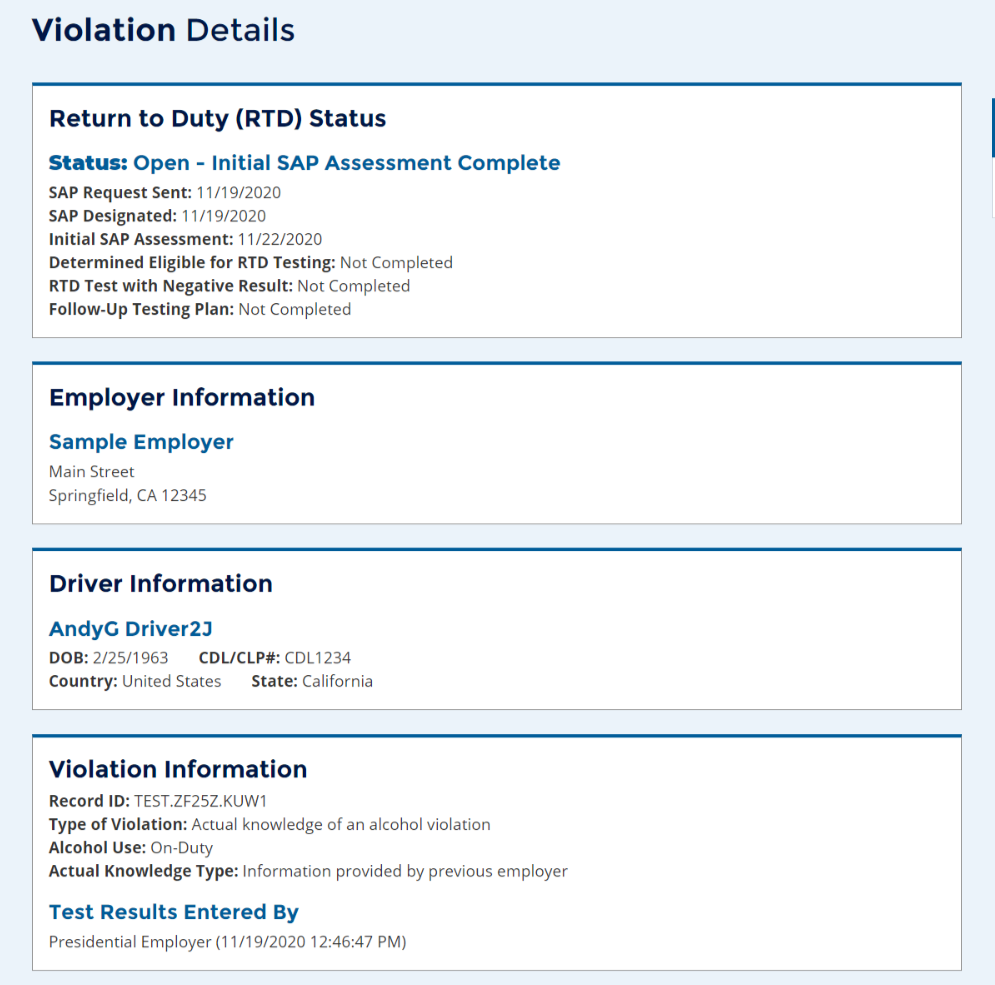 Violation Details
Return to Duty (RTD) Status
Status: Open - Initial SAP Assessment Complete
SAP Request Sent: 11/19/2020
SAP Designated: 11/19/2020
Initial SAP Assessment: 11/22/2020
Determined Eligible for RTD Testing: Not Completed
RTD Test with Negative Result: Not Completed
Follow-Up Testing Plan: Not Completed
Employer Information
Sample Employer
Main Street
Springfield, CA 12345
Driver Information
AndyG Driver2J
DOB: 2/25/1963 CDL/CLP#: CDL1234
Country: United States State: California
Violation Information
Record ID: TEST.ZF25Z.KUW1
Type of Violation: Actual knowledge of an alcohol violation
Alcohol Use: On-Duty
Actual Knowledge Type: Information provided by previous employer
Test Results Entered By
Presidential Employer (11/19/2020 12:46:47 PM)